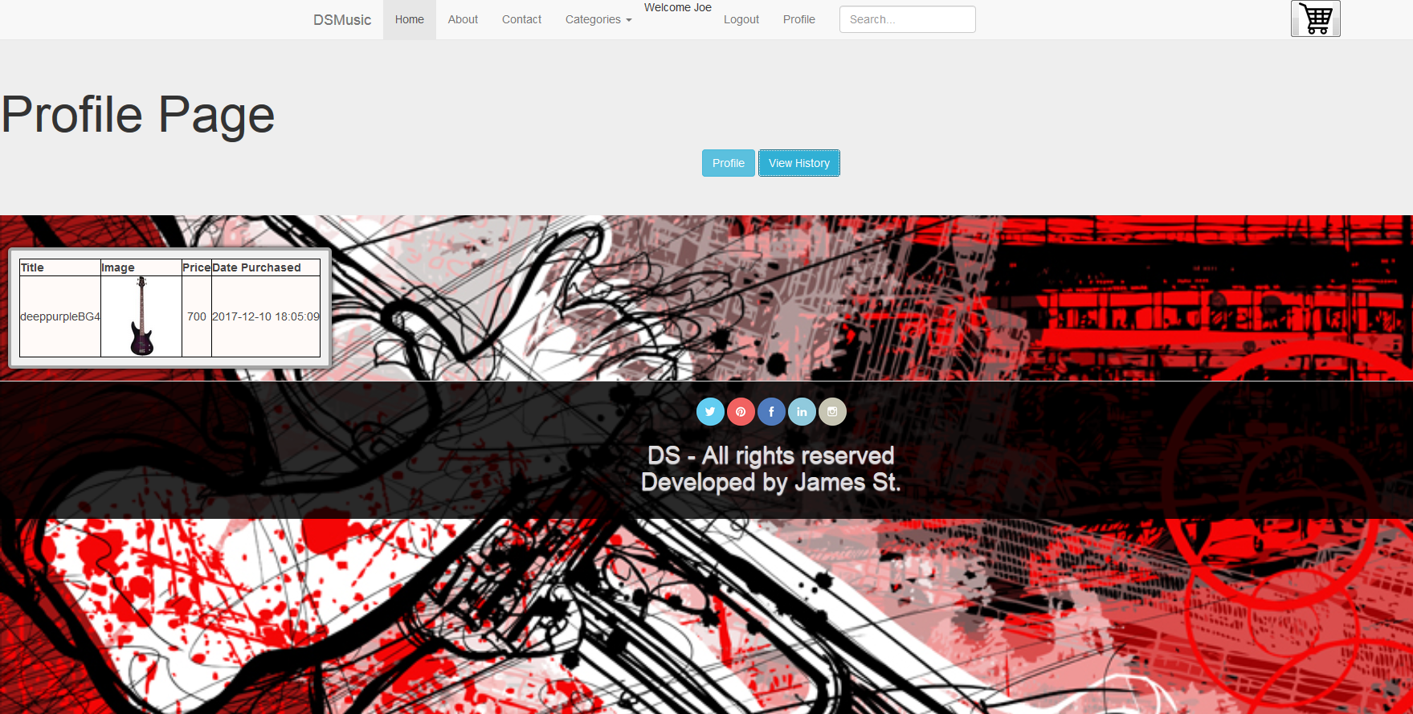 DSMusic Home About Contact Categories Welcome Joe Logout Profile Search...
Profile Page
Profile View History
Title Image Price Date Purchased
deeppurpleBG4 700 2017-12-10 18:05:09
DS - All rights reserved
Developed by James St.